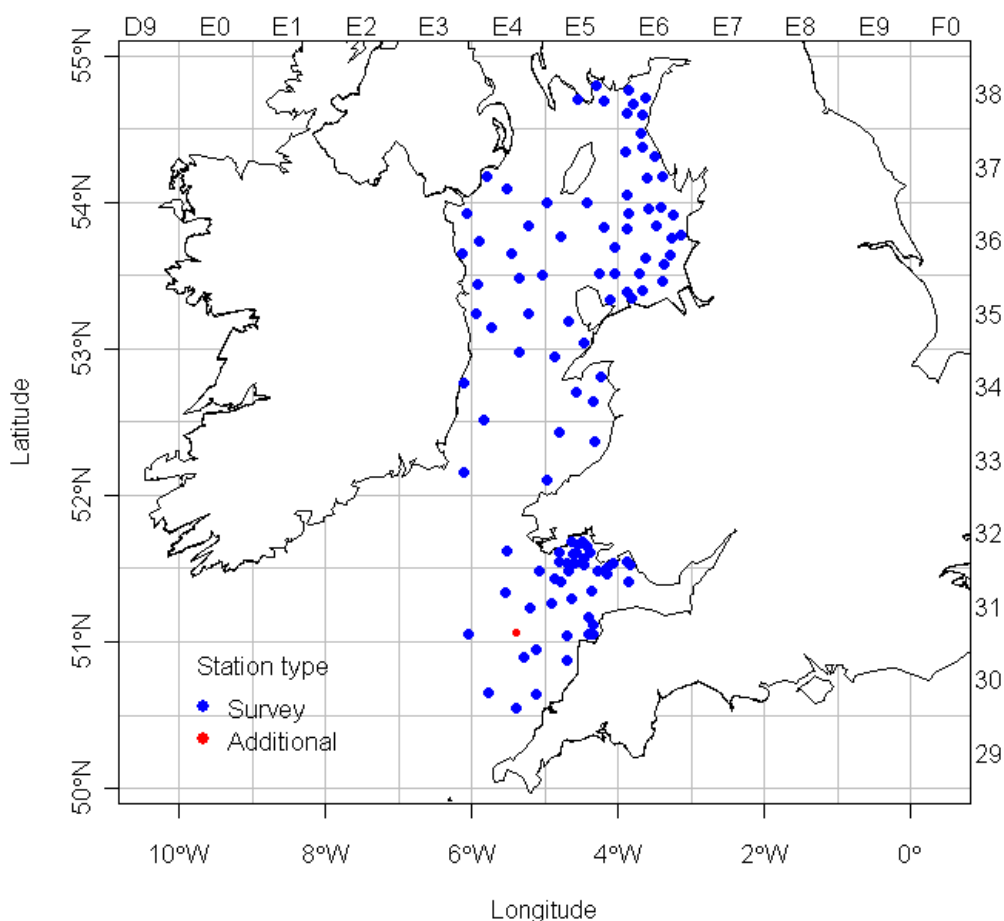 D9 E0 E1 E2 E3 E4 E5 E6 E7 E8 E9 F0
55°N
54°N
53°N
52°N
51°N
50°N
Latitude
38
37
36
35
34
33
32
31
30
29
Station type
Survey
Additional
10°W 8°W 6°W 4°W 2°W 0°
Longitude